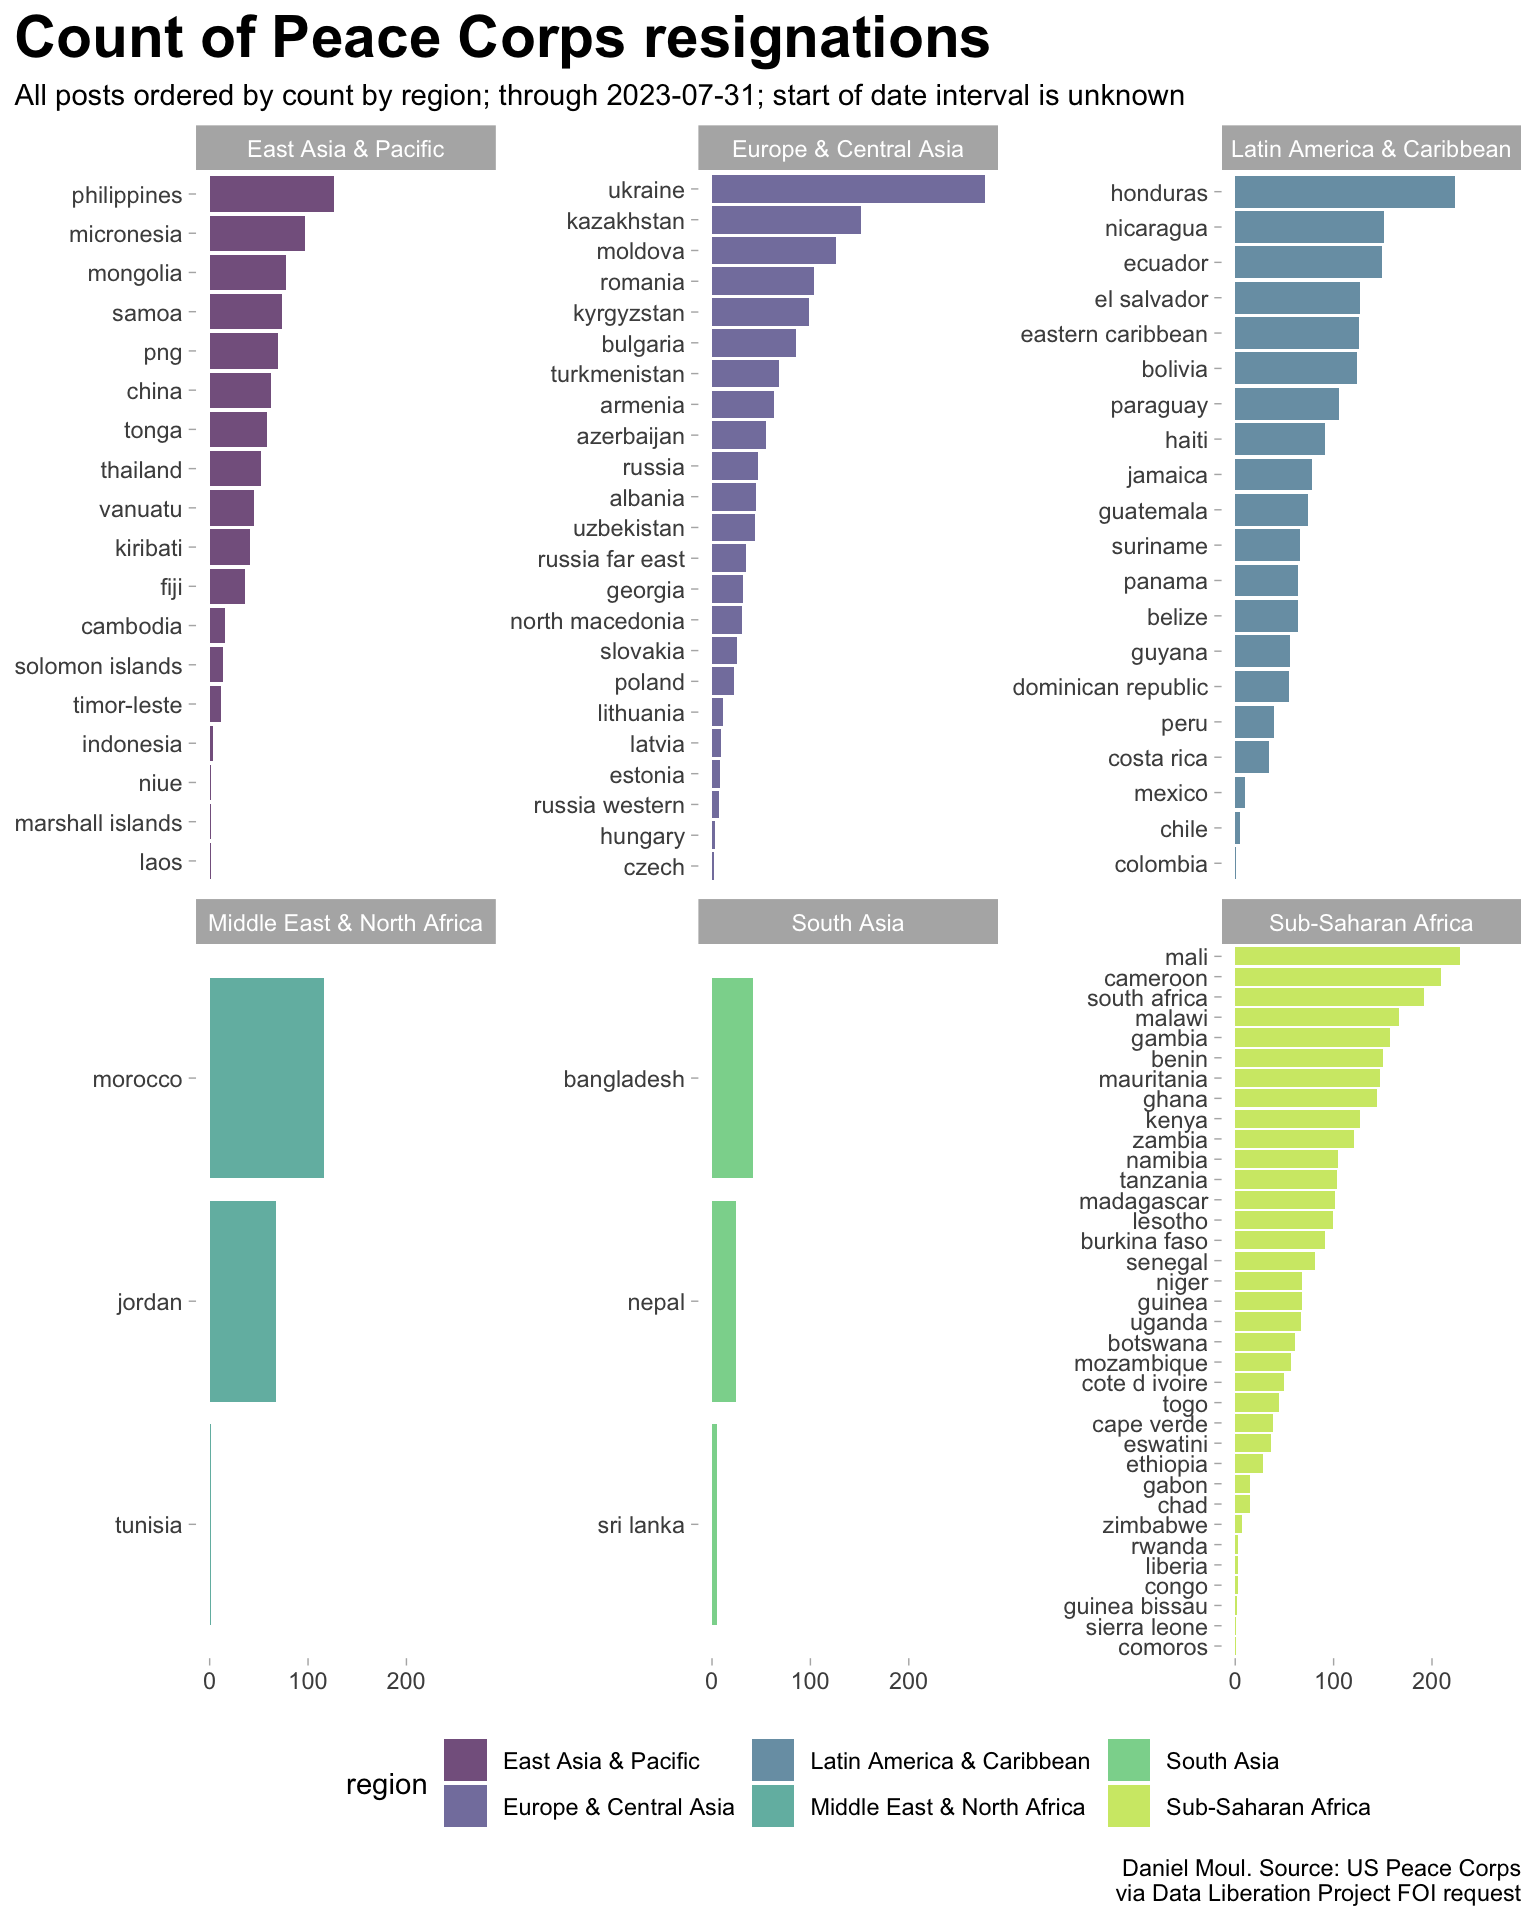 Count of Peace Corps resignations
All posts ordered by count by region; through 2023-07-31; start of date interval is unknown
East Asia & Pacific
philippines
micronesia
mongolia
samoa
png
china
tonga
thailand
vanuatu
kiribati
fiji
cambodia
solomon islands
timor-leste
indonesia
niue
marshall islands
laos
Europe & Central Asia
ukraine
kazakhstan
moldova
romania
kyrgyzstan
bulgaria
turkmenistan
armenia
azerbaijan
russia
albania
uzbekistan
russia far east
georgia
north macedonia
slovakia
poland
lithuania
latvia
estonia
russia western
hungary
czech
Latin America & Caribbean
honduras
nicaragua
ecuador
el salvador
eastern caribbean
bolivia
paraguay
haiti
jamaica
guatemala
suriname
panama
belize
guyana
dominican republic
peru
costa rica
mexico
chile
colombia
Middle East & North Africa
morocco
jordan
tunisia
0 100 200
South Asia
bangladesh
nepal
sri lanka
0 100 200
Sub-Saharan Africa
mali
cameroon
south africa
malawi
gambia
benin
mauritania
ghana
kenya
zambia
namibia
tanzania
madagascar
lesotho
burkina faso
senegal
niger
guinea
uganda
botswana
mozambique
cote d ivoire
togo
cape verde
eswatini
ethiopia
gabon
chad
zimbabwe
rwanda
liberia
congo
guinea bissau
sierra leone
comoros
0 100 200
region
East Asia & Pacific
Europe & Central Asia
Latin America & Caribbean
Middle East & North Africa
South Asia
Sub-Saharan Africa
Daniel Moul. Source: US Peace Corps
via Data Liberation Project FOI request